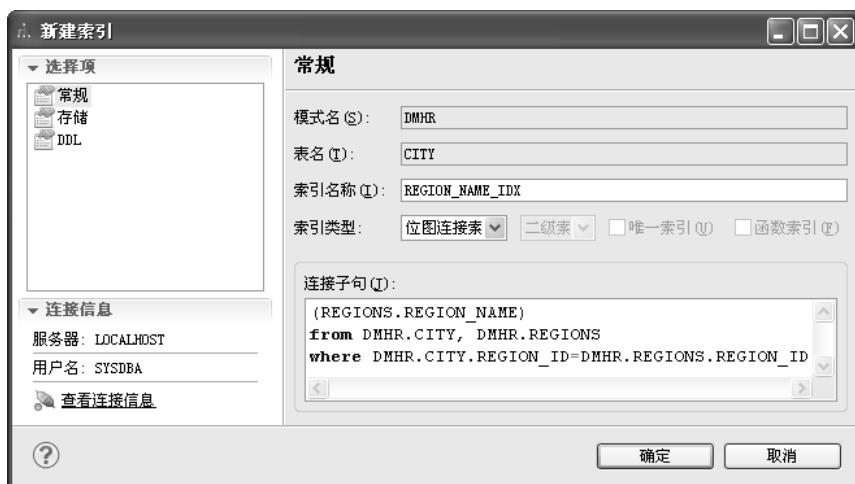 新建索引
选择项
常规
存储
DDL
连接信息
服务器: LOCALHOST
用户名: SYSDBA
查看连接信息
常规
模式名(S): DMHR
表名(T): CITY
索引名称(I): REGION_NAME_IDX
索引类型: 位图连接索 二级索 唯一索引(U) 函数索引(F)
连接子句(J):
(REGIONS.REGION_NAME)
from DMHR.CITY, DMHR.REGIONS
where DMHR.CITY.REGION_ID=DMHR.REGIONS.REGION_ID
确定 取消